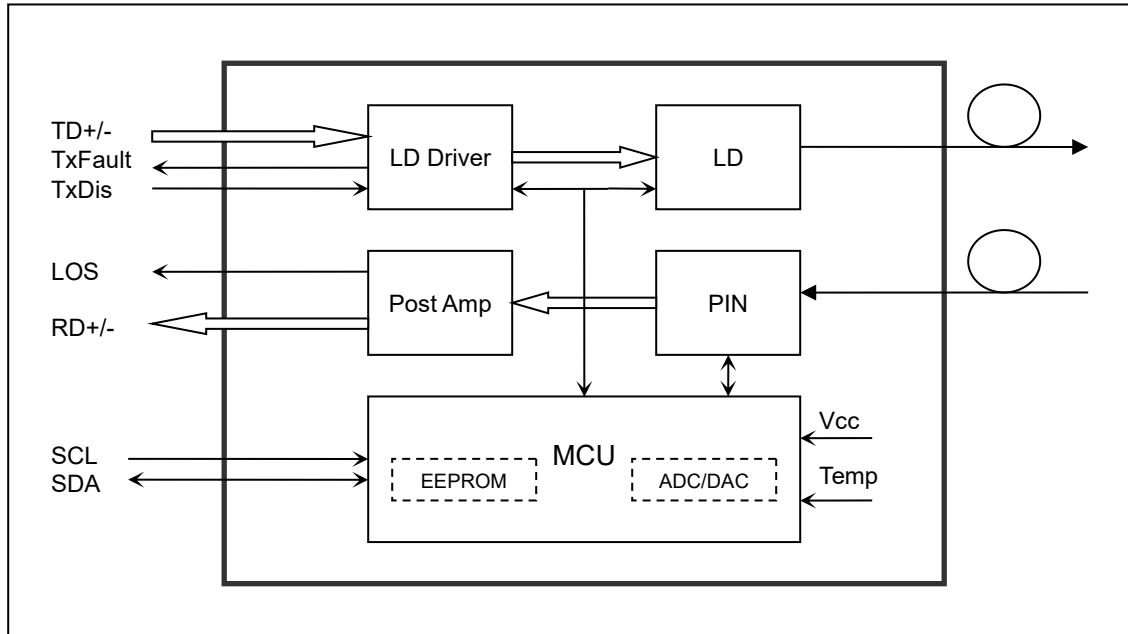 TD+/-
TxFault
TxDis
LD Driver
LD
LOS
RD+/-
Post Amp
PIN
SCL
SDA
MCU
EEPROM
ADC/DAC
Vcc
Temp